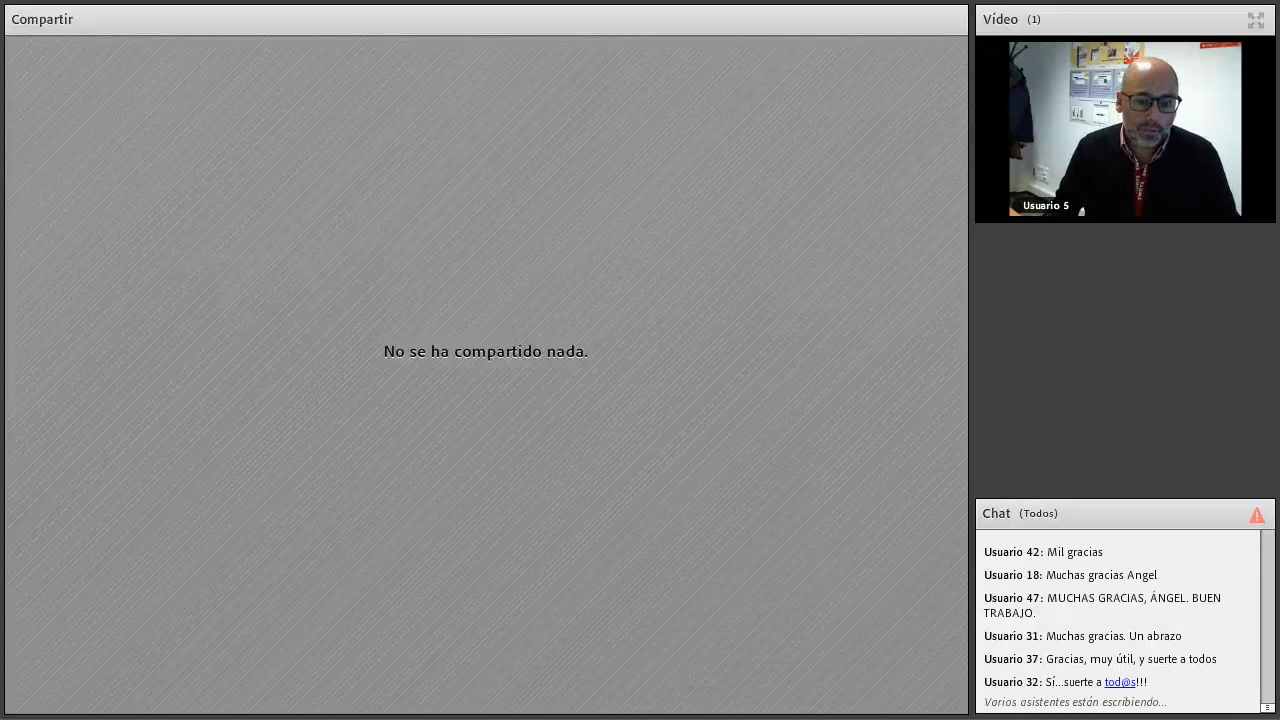 Compartir
No se ha compartido nada.
Vídeo (1)
Usuario 5
Chat (Todos)
Usuario 42: Mil gracias
Usuario 18: Muchas gracias Angel
Usuario 47: MUCHAS GRACIAS, ÁNGEL. BUEN
TRABAJO.
Usuario 31: Muchas gracias. Un abrazo
Usuario 37: Gracias, muy útil, y suerte a todos
Usuario 32: Sí...suerte a tod@s!!!
Varios asistentes están escribiendo...